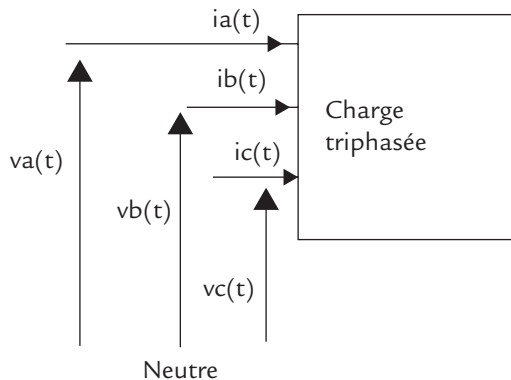 ia(t)
ib(t)
Charge
triphasée
ic(t)
va(t)
vb(t)
vc(t)
Neutre